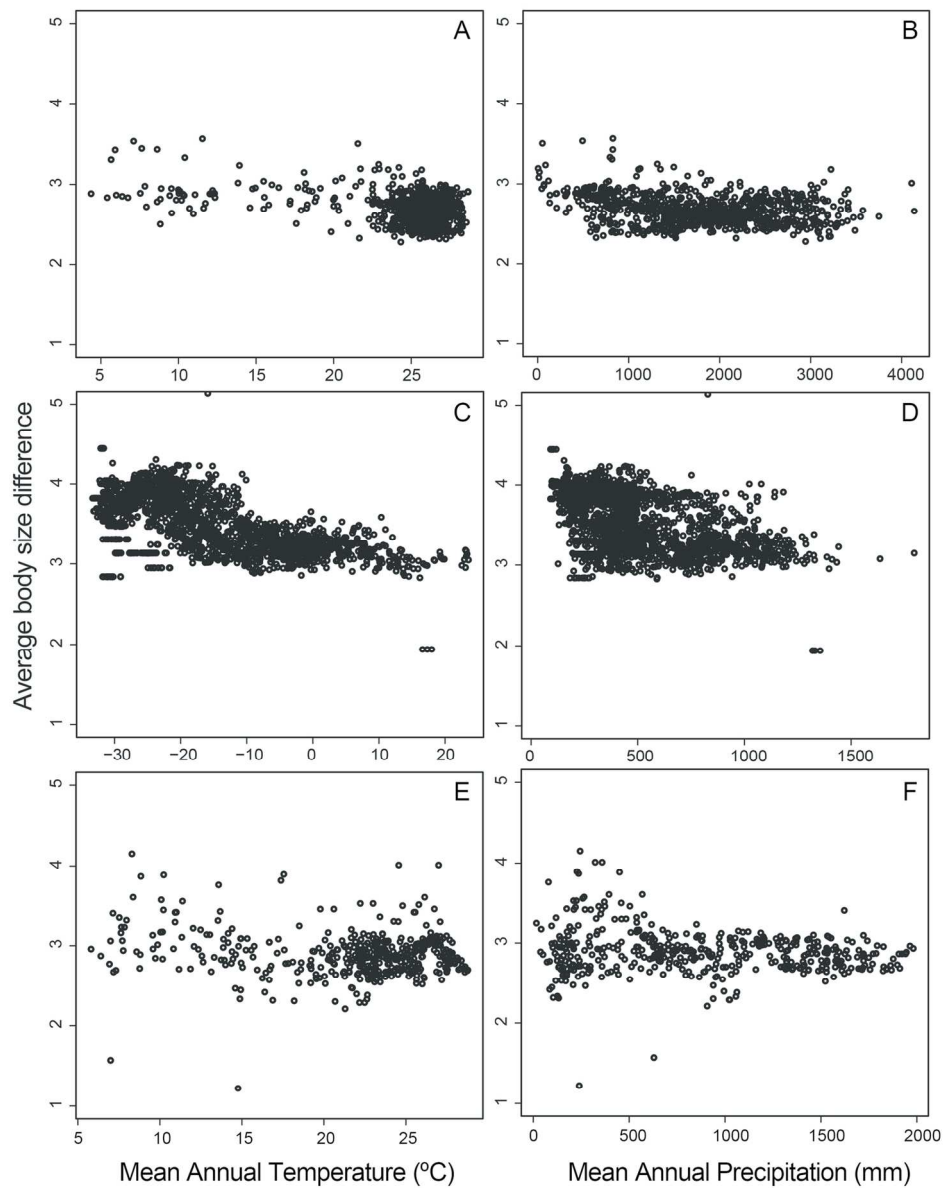 A
5
4
3
2
1
5 10 15 20 25
B
5
4
3
2
1
0 1000 2000 3000 4000
C
5
4
3
2
1
−30 −20 −10 0 10 20
D
5
4
3
2
1
0 500 1000 1500
E
5
4
3
2
1
5 10 15 20 25
F
5
4
3
2
1
0 500 1000 1500 2000
Average body size difference
Mean Annual Temperature (ºC)
Mean Annual Precipitation (mm)